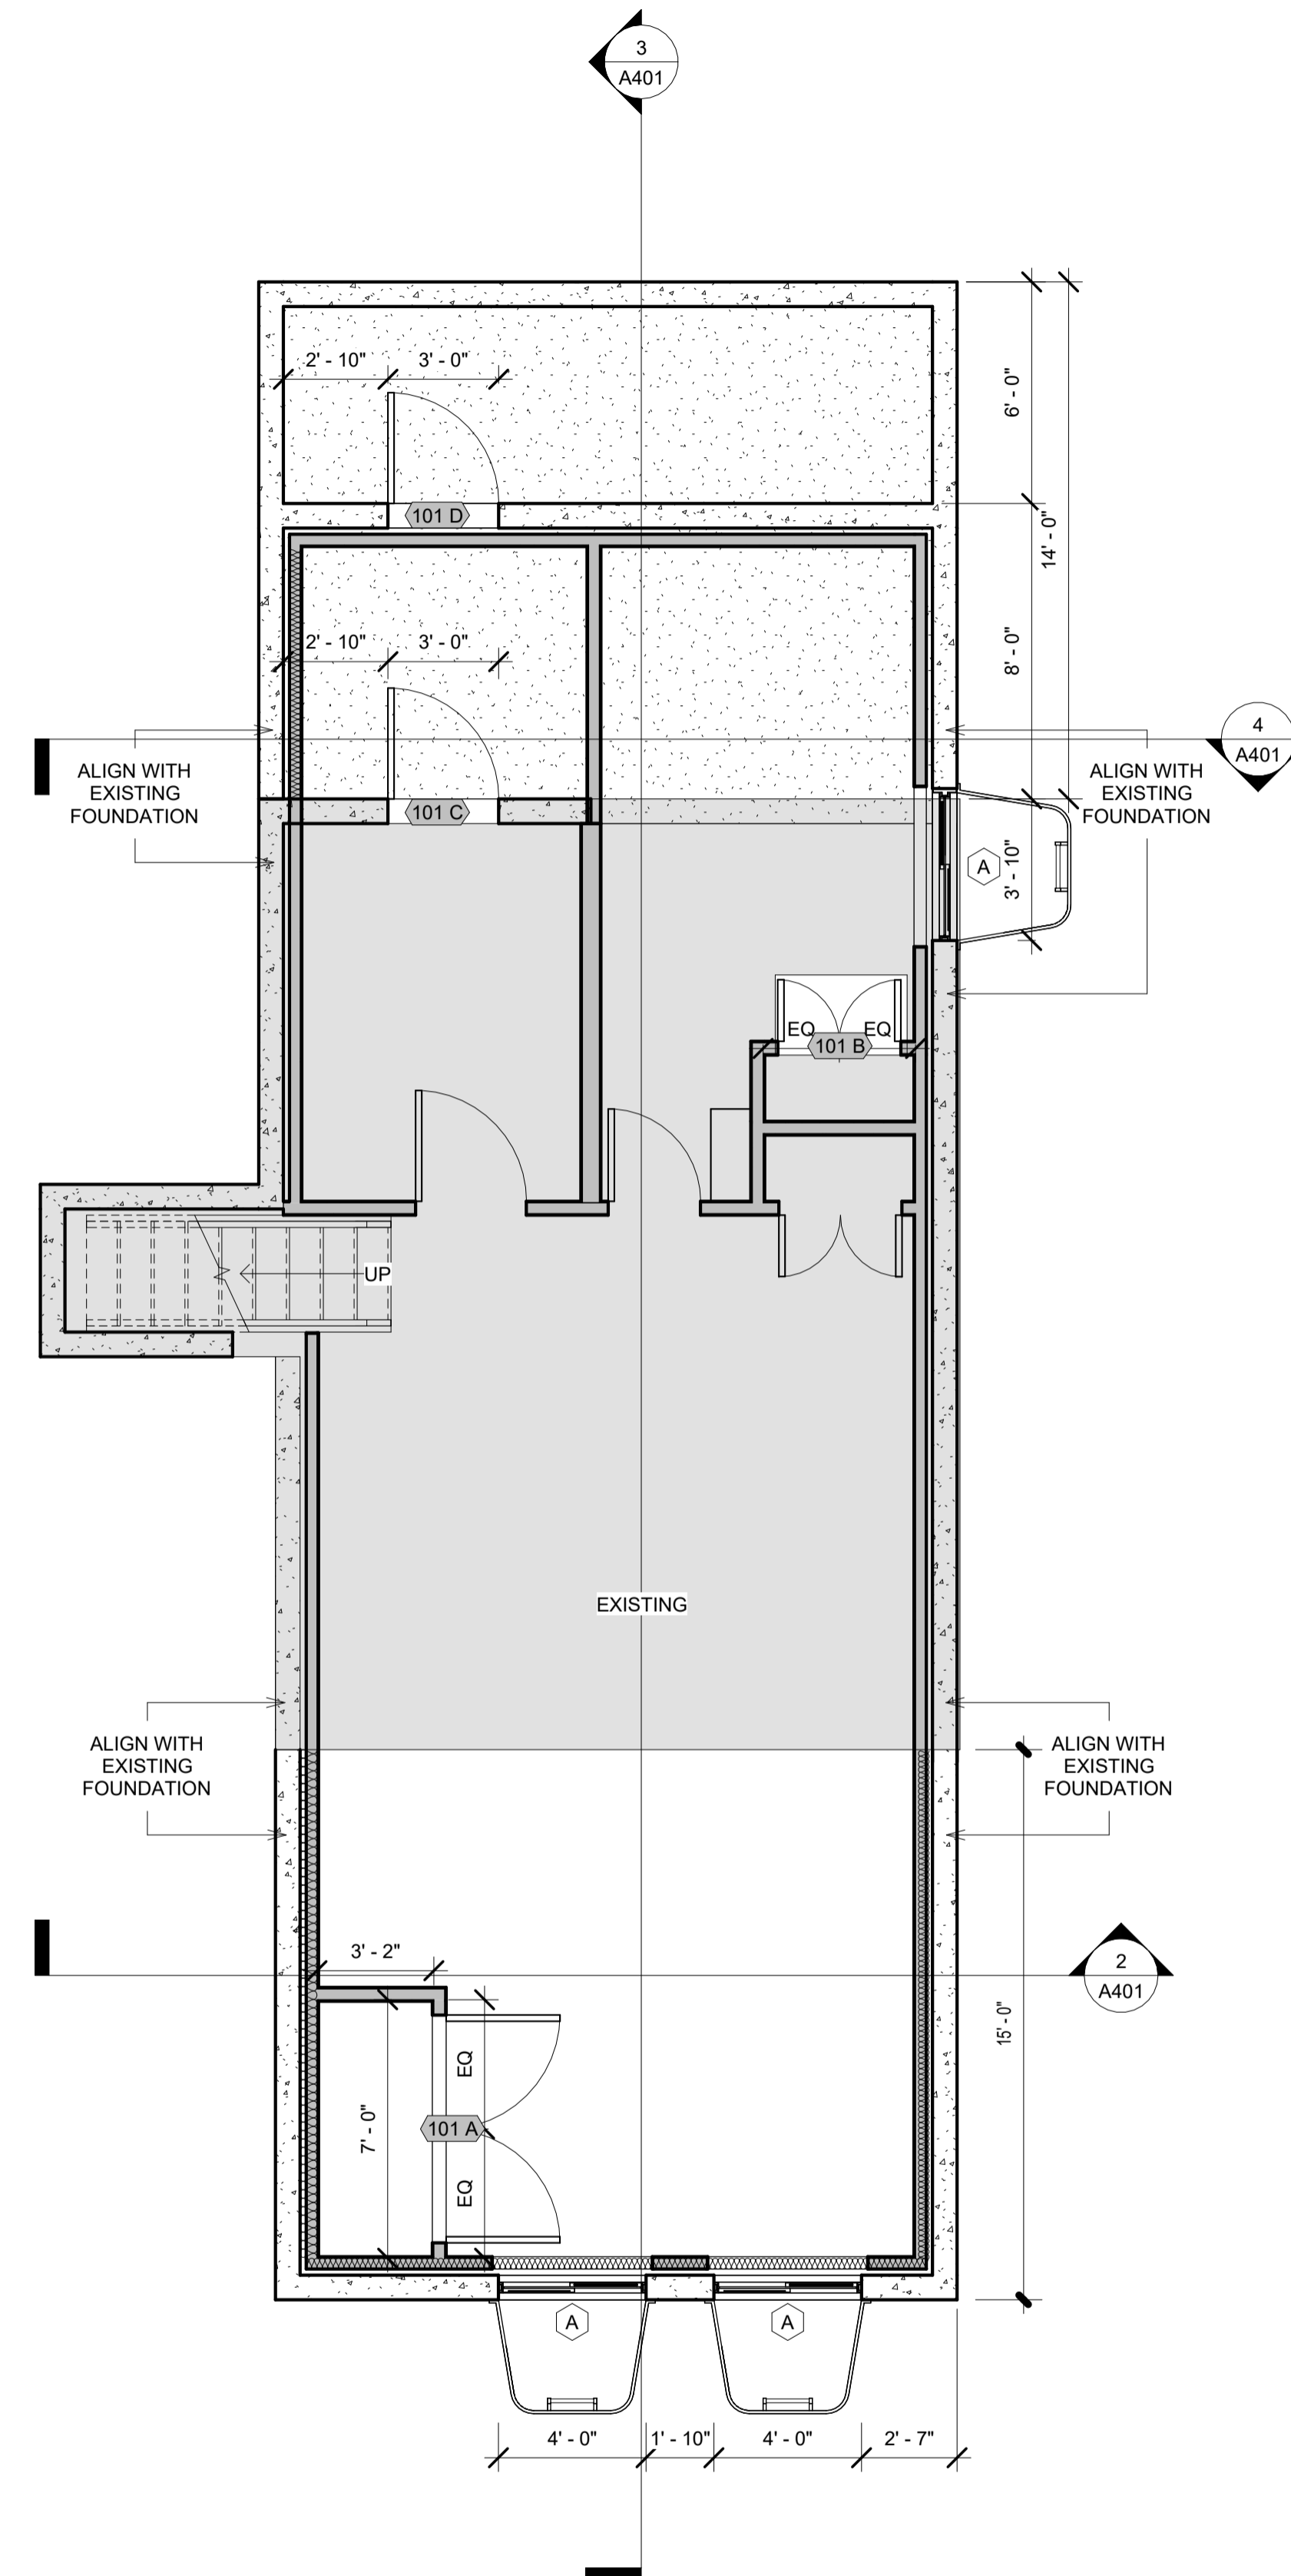 3
A401
6' - 0"
2' - 10"
3' - 0"
101 D
14' - 0"
2' - 10"
3' - 0"
8' - 0"
4
A401
ALIGN WITH
EXISTING
FOUNDATION
ALIGN WITH
EXISTING
FOUNDATION
101 C
A
3' - 10"
EQ
EQ
101 B
UP
EXISTING
ALIGN WITH
EXISTING
FOUNDATION
ALIGN WITH
EXISTING
FOUNDATION
3' - 2"
2
A401
15' - 0"
EQ
7' - 0"
101 A
EQ
A
A
4' - 0"
1' - 10"
4' - 0"
2' - 7"